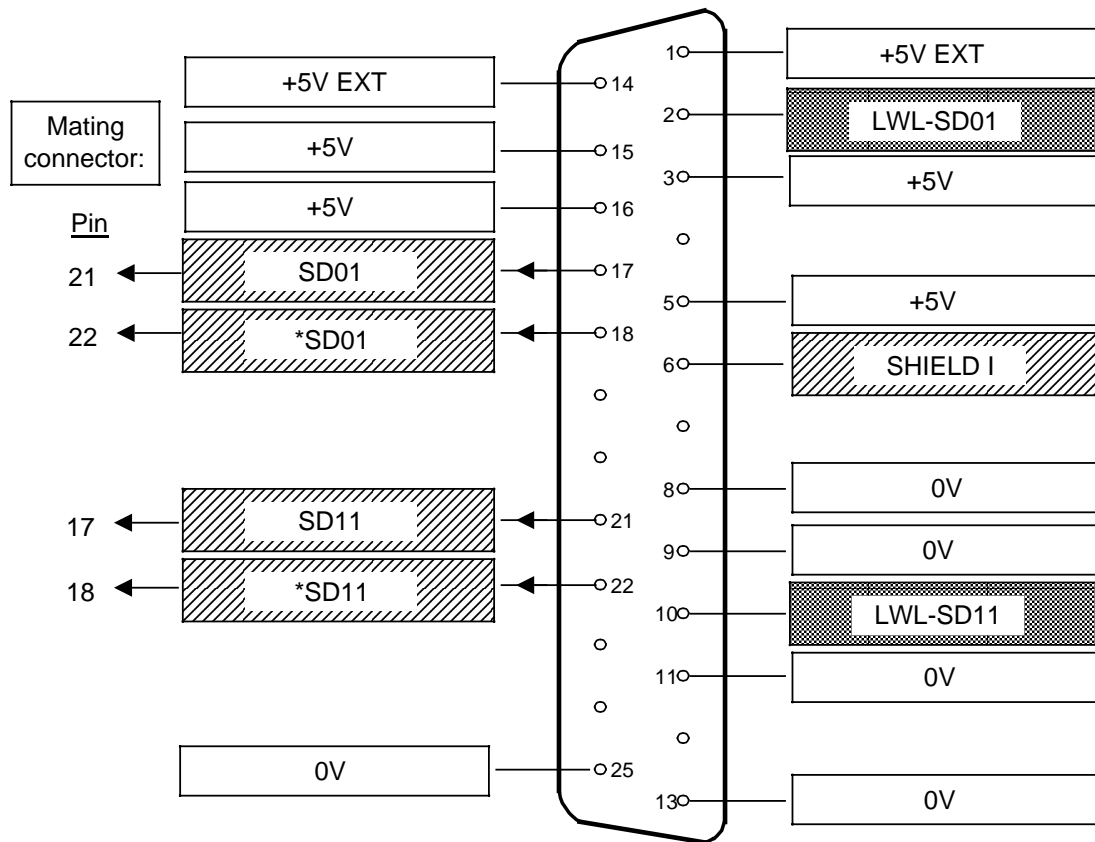 1
+5V EXT
+5V EXT
14
2
LWL-SD01
Mating
connector:
+5V
15
3
+5V
+5V
16
Pin
21
SD01
17
5
+5V
22
*SD01
18
6
SHIELD I
8
0V
17
SD11
21
9
0V
18
*SD11
22
10
LWL-SD11
11
0V
0V
25
13
0V